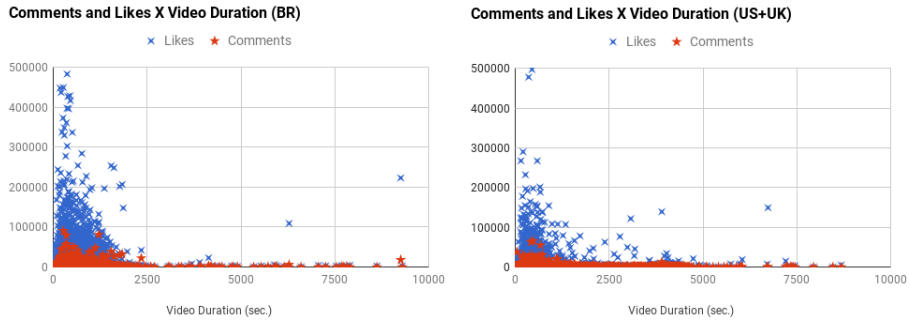 Comments and Likes X Video Duration (BR)
Likes Comments
500000
400000
300000
200000
100000
0
0 2500 5000 7500 10000
Video Duration (sec.)
Comments and Likes X Video Duration (US+UK)
Likes Comments
500000
400000
300000
200000
100000
0
0 2500 5000 7500 10000
Video Duration (sec.)